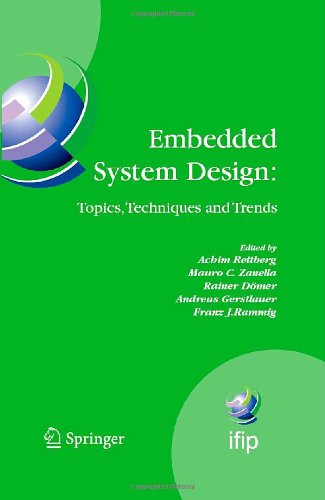 Embedded
System Design:
Topics, Techniques and Trends
Edited by
Achim Rettberg
Mauro C. Zanella
Rainer Dömer
Andreas Gerstlauer
Franz J. Rammig
Springer
ifip